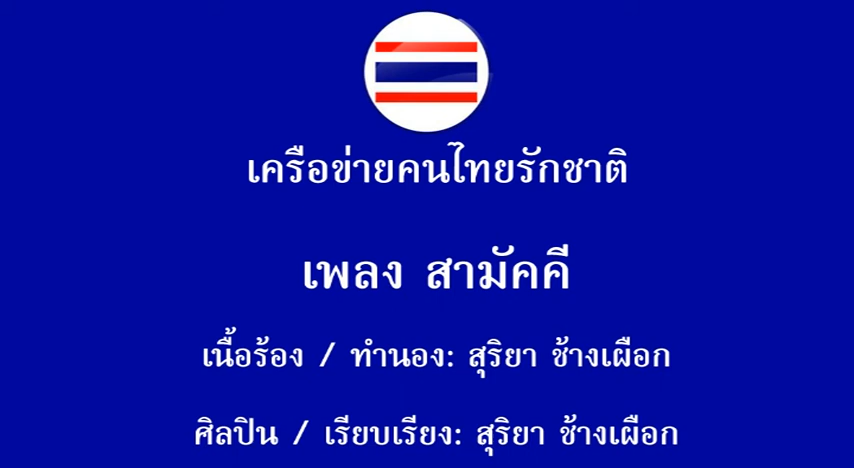 เครือข่ายคนไทยรักชาติ
เพลง สามัคคี
เนื้อร้อง / ทำนอง: สุริยา ช้างเผือก
ศิลปิน / เรียบเรียง: สุริยา ช้างเผือก